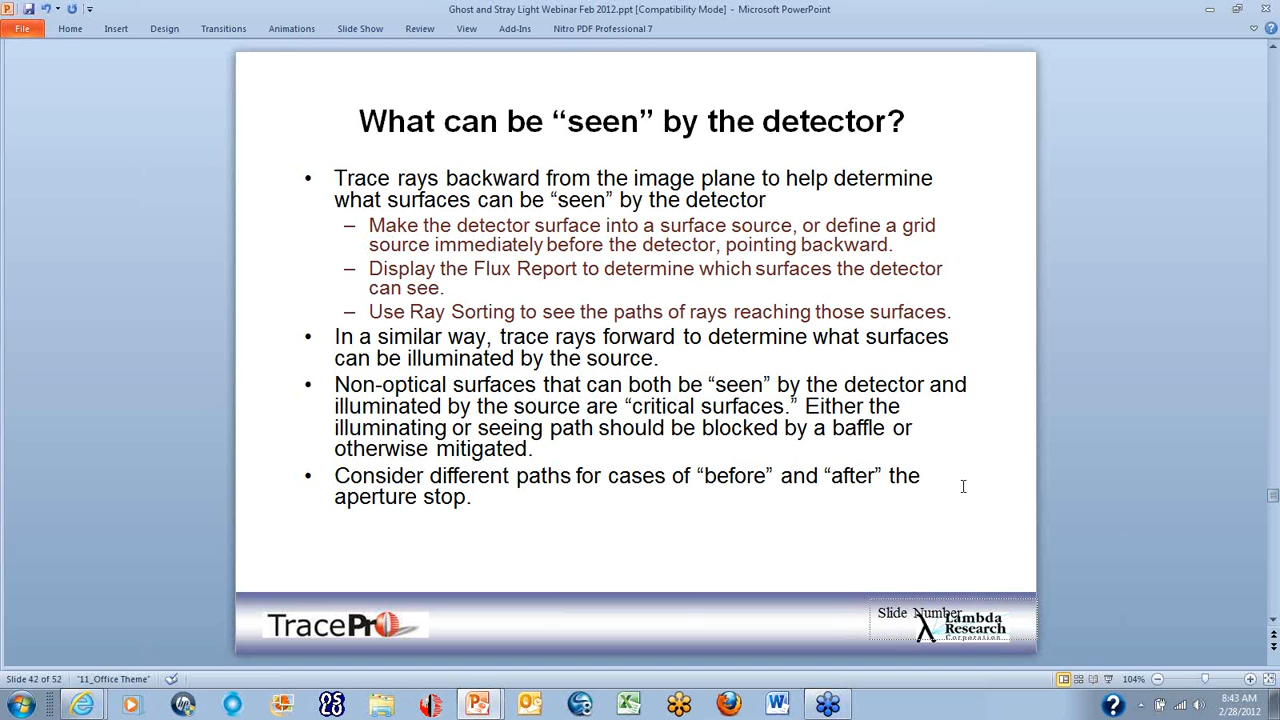 Ghost and Stray Light Webinar Feb 2012.ppt [Compatibility Mode] - Microsoft PowerPoint
File Home Insert Design Transitions Animations Slide Show Review View Add-Ins Nitro PDF Professional 7
What can be “seen” by the detector?
• Trace rays backward from the image plane to help determine
what surfaces can be “seen” by the detector
– Make the detector surface into a surface source, or define a grid
source immediately before the detector, pointing backward.
– Display the Flux Report to determine which surfaces the detector
can see.
– Use Ray Sorting to see the paths of rays reaching those surfaces.
• In a similar way, trace rays forward to determine what surfaces
can be illuminated by the source.
• Non-optical surfaces that can both be “seen” by the detector and
illuminated by the source are “critical surfaces.” Either the
illuminating or seeing path should be blocked by a baffle or
otherwise mitigated.
• Consider different paths for cases of “before” and “after” the
aperture stop.
TracePro
Slide Number
Lambda
Research
Corporation
Slide 42 of 52 "11_Office Theme" 104%
8:43 AM
2/28/2012